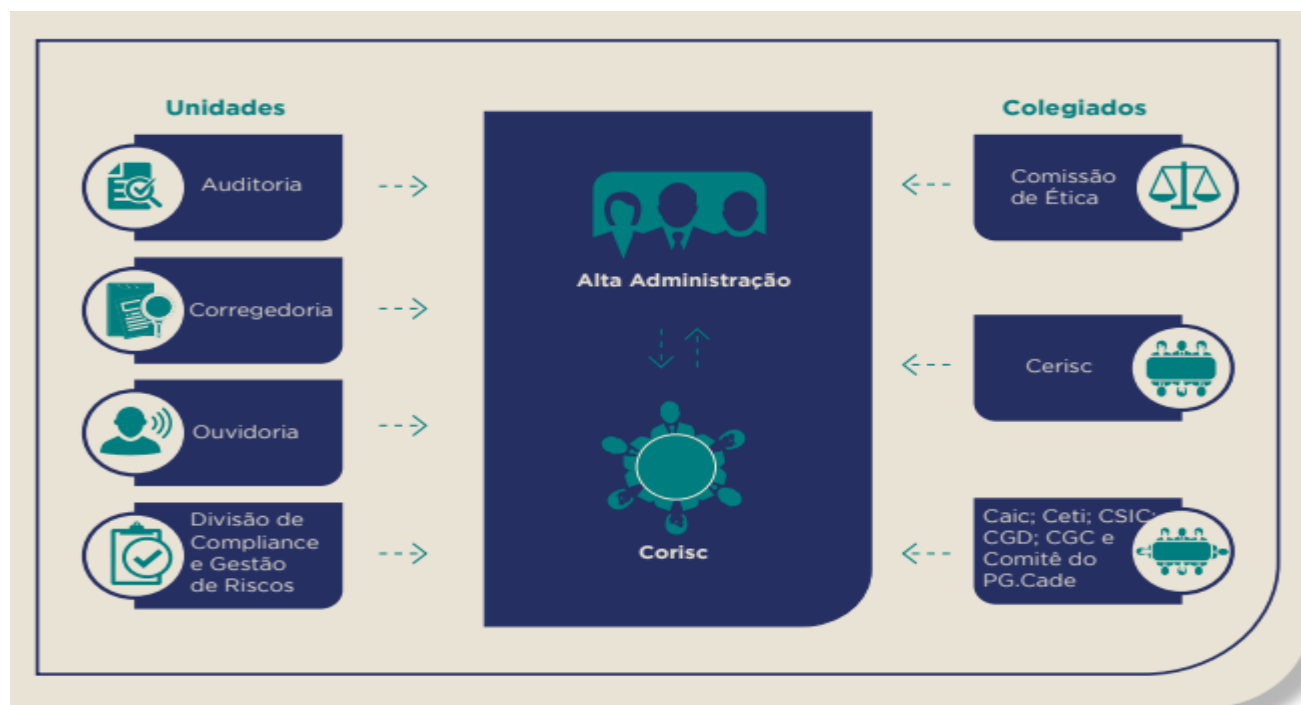 Unidades
Auditoria
Corregedoria
Ouvidoria
Divisão de
Compliance
e Gestão
de Riscos
Alta Administração
Corisc
Colegiados
Comissão
de Ética
Cerisc
Caic; Ceti; CSIC;
CGD; CGC e
Comitê do
PG.Cade